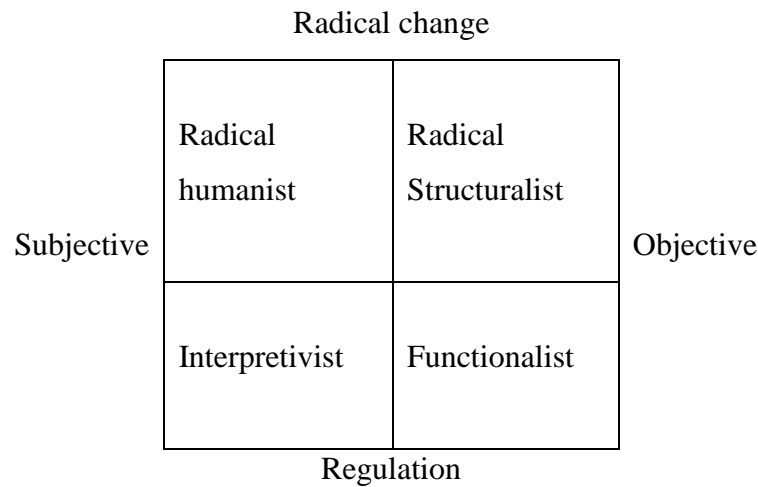 Radical change
Radical
humanist
Radical
Structuralist
Subjective
Objective
Interpretivist
Functionalist
Regulation